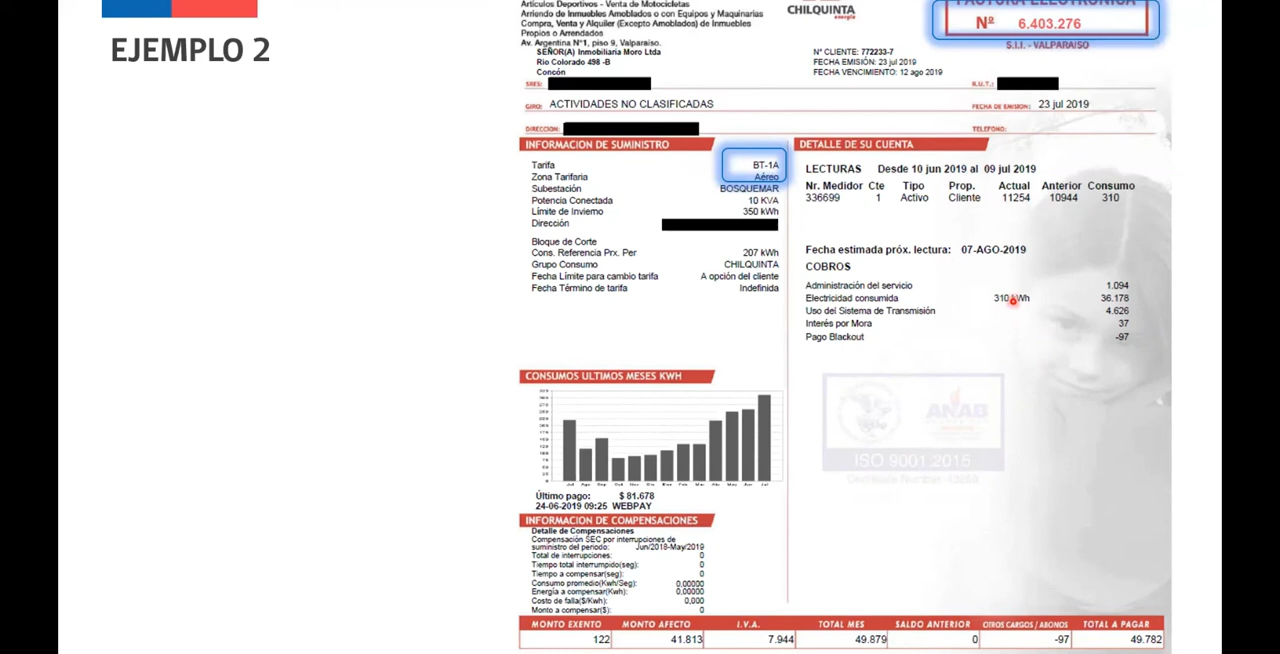 EJEMPLO 2
Artículos Deportivos - Venta de Motocicletas
Arriendo de Inmuebles Amoblados o con Equipos y Maquinarias
Compra, Venta y Alquiler (Excepto Amoblados) de Inmuebles
Propios o Arrendados
Av. Argentina N°1, piso 9, Valparaíso.
SEÑOR(A) Inmobiliaria Moro Ltda
Rio Colorado 498 -B
Concón
CHILQUINTA
energía
FACTURA ELECTRONICA
Nº 6.403.276
S.I.I. - VALPARAISO
N° CLIENTE: 772233-7
FECHA EMISIÓN: 23 jul 2019
FECHA VENCIMIENTO: 12 ago 2019
SRES: R.U.T.:
GIRO: ACTIVIDADES NO CLASIFICADAS FECHA DE EMISION: 23 jul 2019
DIRECCION: TELEFONO:
INFORMACION DE SUMINISTRO
Tarifa BT-1A
Zona Tarifaria Aéreo
Subestación BOSQUEMAR
Potencia Conectada 10 KVA
Límite de Invierno 350 kWh
Dirección
Bloque de Corte
Cons. Referencia Prx. Per 207 kWh
Grupo Consumo CHILQUINTA
Fecha Límite para cambio tarifa A opción del cliente
Fecha Término de tarifa Indefinida
DETALLE DE SU CUENTA
LECTURAS Desde 10 jun 2019 al 09 jul 2019
Nr. Medidor Cte Tipo Prop. Actual Anterior Consumo
336699 1 Activo Cliente 11254 10944 310
Fecha estimada próx. lectura: 07-AGO-2019
COBROS
Administración del servicio 1.094
Electricidad consumida 310 kWh 36.178
Uso del Sistema de Transmisión 4.626
Interés por Mora 37
Pago Blackout -97
ANAB
ISO 9001:2015
CONSUMOS ULTIMOS MESES KWH
Último pago: $ 81.678
24-06-2019 09:25 WEBPAY
INFORMACION DE COMPENSACIONES
Detalle de Compensaciones
Compensación SEC por interrupciones de
suministro del periodo: Jun/2018-May/2019
Total de interrupciones: 0
Tiempo total interrumpido(seg): 0
Tiempo a compensar(seg): 0
Consumo promedio(Kwh/Seg): 0.00000
Energía a compensar(Kwh): 0.00000
Costo de falla($/Kwh): 0,000
Monto a compensar($): 0
MONTO EXENTO MONTO AFECTO I.V.A. TOTAL MES SALDO ANTERIOR OTROS CARGOS / ABONOS TOTAL A PAGAR
122 41.813 7.944 49.879 0 -97 49.782